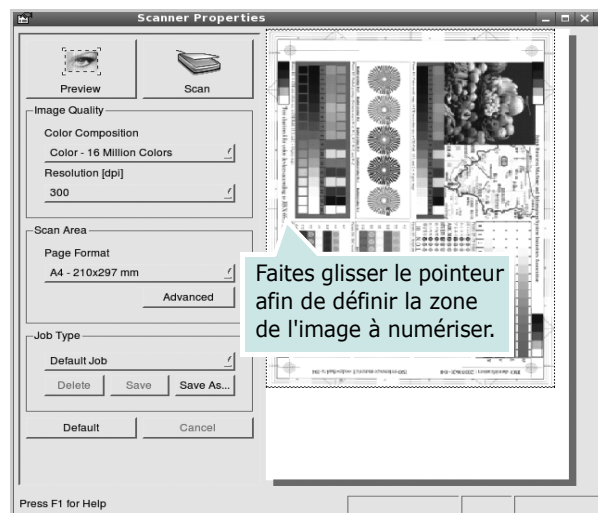 Scanner Properties
Preview
Scan
Image Quality
Color Composition
Color - 16 Million Colors
Resolution [dpi]
300
Scan Area
Page Format
A4 - 210x297 mm
Advanced
Job Type
Default Job
Delete Save Save As...
Default Cancel
Faites glisser le pointeur
afin de définir la zone
de l'image à numériser.
Press F1 for Help